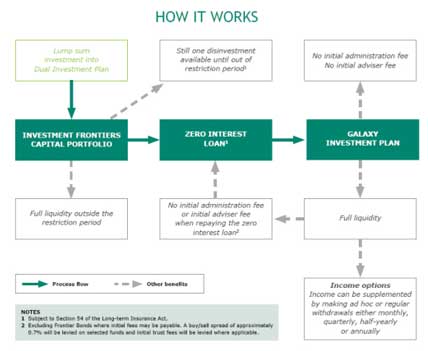 HOW IT WORKS
Lump sum
investment into
Dual Investment Plan
Still one disinvestment
available until out of
restriction period¹
No initial administration fee
No initial adviser fee
INVESTMENT FRONTIERS
CAPITAL PORTFOLIO
ZERO INTEREST
LOAN¹
GALAXY
INVESTMENT PLAN
Full liquidity outside the
restriction period
No initial administration fee
or initial adviser fee
when repaying the zero
interest loan²
Full liquidity
Process flow
Other benefits
Income options
Income can be supplemented
by making ad hoc or regular
withdrawals either monthly,
quarterly, half-yearly
or annually
NOTES
1 Subject to Section 54 of the Long-term Insurance Act.
2 Excluding Frontier Bonds where initial fees may be payable. A buy/sell spread of approximately
0.7% will be levied on selected funds and initial trust fees will be levied where applicable.